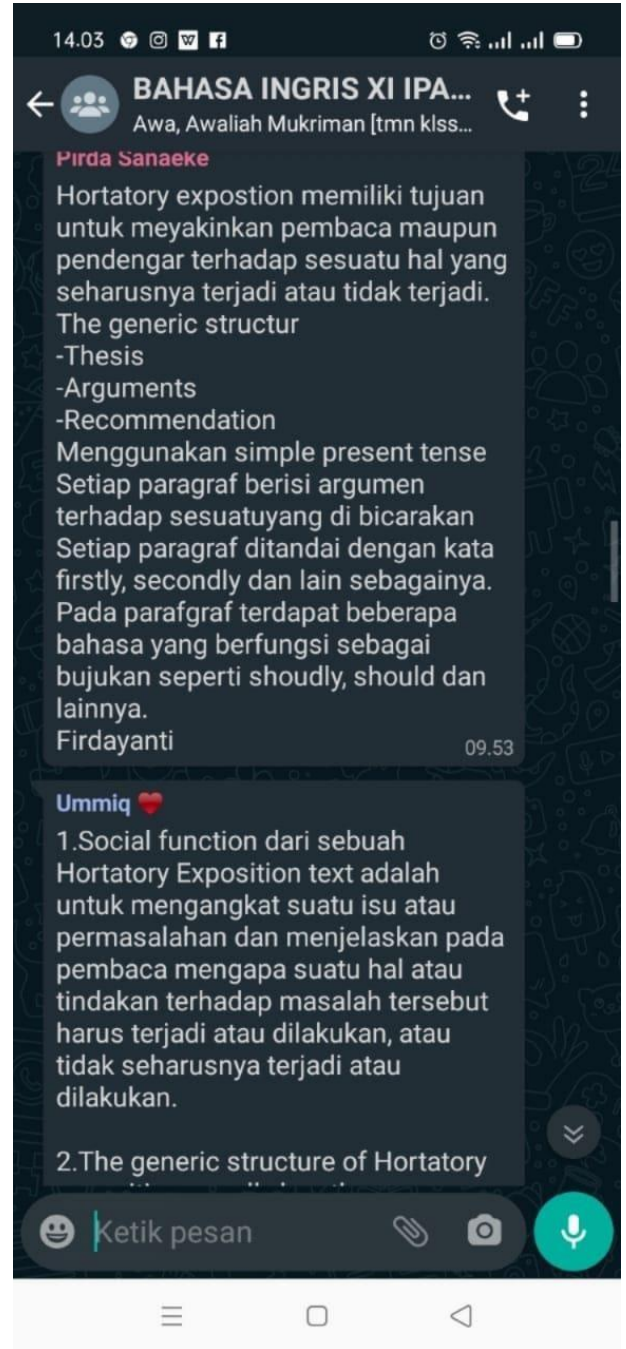 14.03
BAHASA INGRIS XI IPA...
Awa, Awaliah Mukriman [tmn klss...
Pirda Sanaeke
Hortatory expostion memiliki tujuan
untuk meyakinkan pembaca maupun
pendengar terhadap sesuatu hal yang
seharusnya terjadi atau tidak terjadi.
The generic structur
-Thesis
-Arguments
-Recommendation
Menggunakan simple present tense
Setiap paragraf berisi argumen
terhadap sesuatuyang di bicarakan
Setiap paragraf ditandai dengan kata
firstly, secondly dan lain sebagainya.
Pada parafgraf terdapat beberapa
bahasa yang berfungsi sebagai
bujukan seperti shoudly, should dan
lainnya.
Firdayanti
09.53
Ummiq
1.Social function dari sebuah
Hortatory Exposition text adalah
untuk mengangkat suatu isu atau
permasalahan dan menjelaskan pada
pembaca mengapa suatu hal atau
tindakan terhadap masalah tersebut
harus terjadi atau dilakukan, atau
tidak seharusnya terjadi atau
dilakukan.
2.The generic structure of Hortatory
Ketik pesan